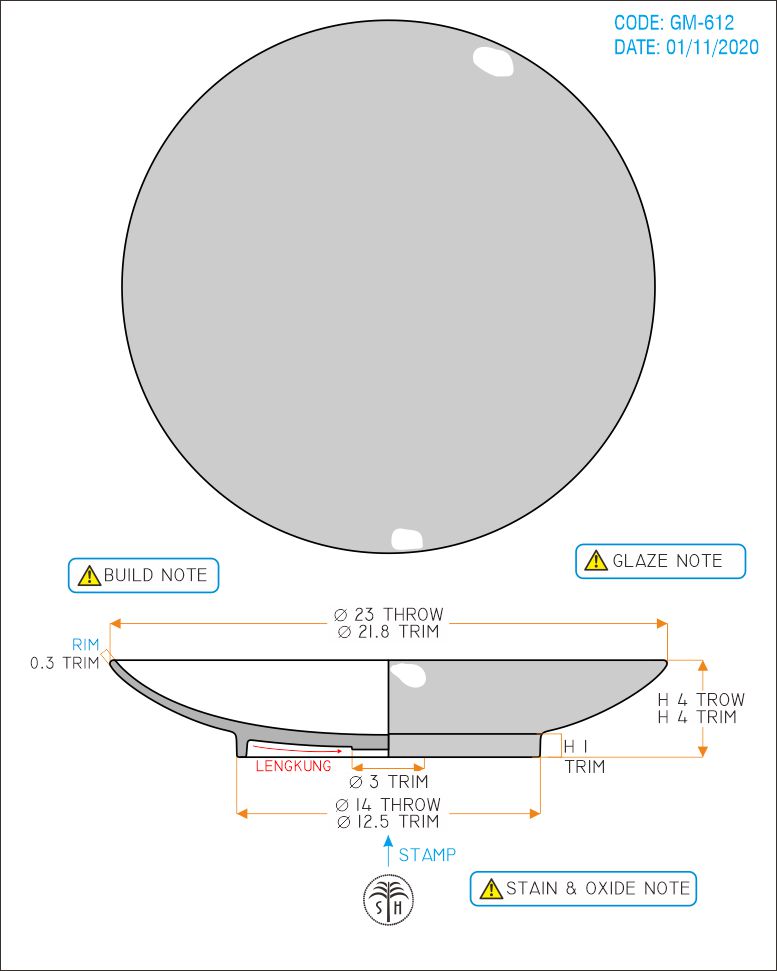 CODE: GM-612
DATE: 01/11/2020
BUILD NOTE
GLAZE NOTE
Ø 23 THROW
Ø 21.8 TRIM
RIM
0.3 TRIM
H 4 TROW
H 4 TRIM
H 1
TRIM
LENGKUNG
Ø 3 TRIM
Ø 14 THROW
Ø 12.5 TRIM
STAMP
STAIN & OXIDE NOTE
S H